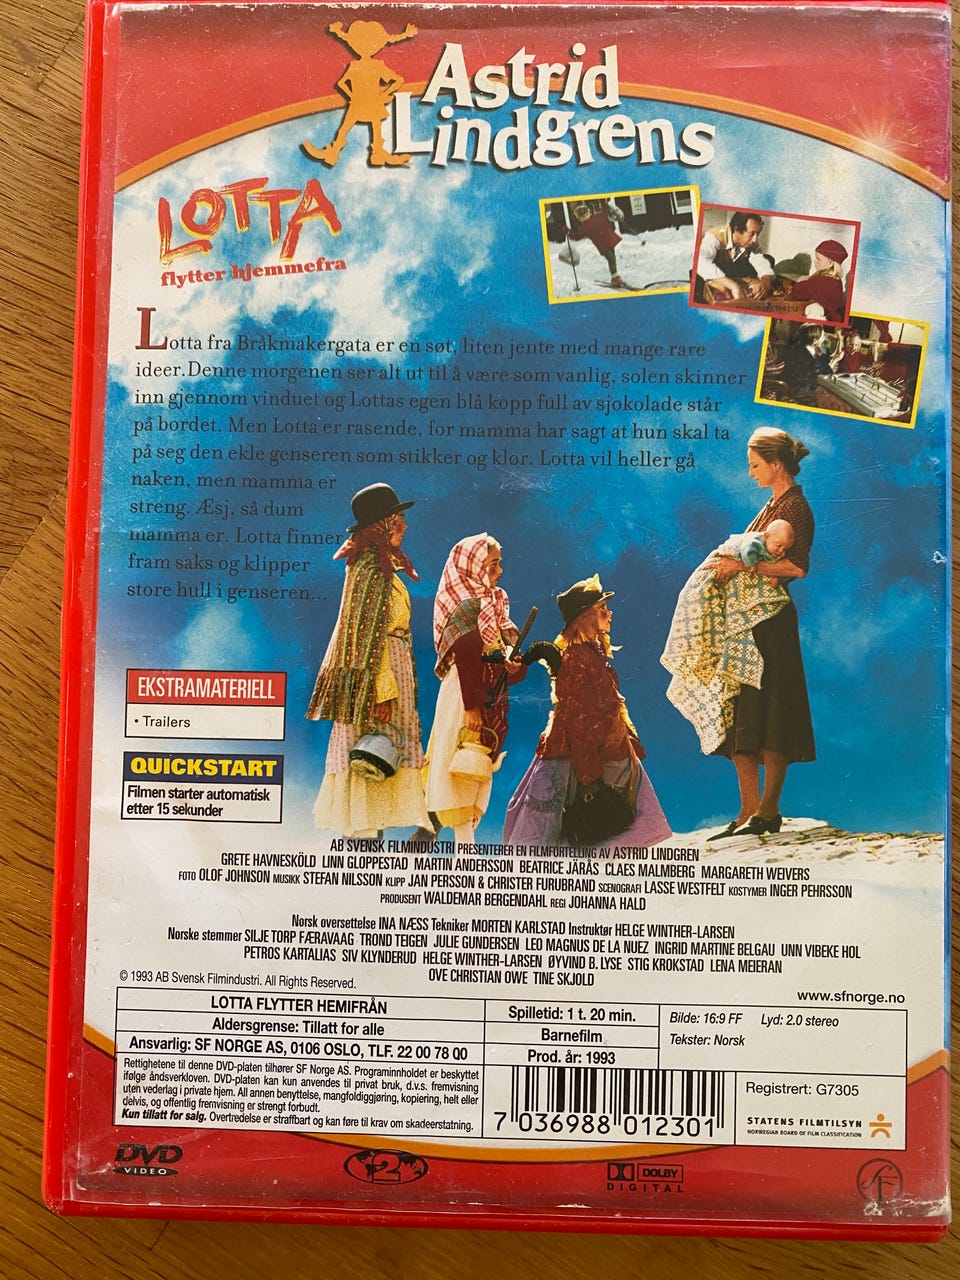 Astrid
Lindgrens
LOTTA
flytter hjemmefra
Lotta fra Bråkmakergata er en søt, liten jente med mange rare
ideer.Denne morgenen ser alt ut til å være som vanlig, solen skinner
inn gjennom vinduet og Lottas egen blå kopp full av sjokolade står
på bordet. Men Lotta er rasende, for mamma har sagt at hun skal ta
på seg den ekle genseren som stikker og klør. Lotta vil heller gå
naken, men mamma er
streng. Æsj, så dum
mamma er. Lotta finner
fram saks og klipper
store hull i genseren...
EKSTRAMATERIELL
• Trailers
QUICKSTART
Filmen starter automatisk
etter 15 sekunder
AB SVENSK FILMINDUSTRI PRESENTERER EN FILMFORTELING AV ASTRID LINDGREN
GRETE HAVNESKÖLD LINN GLOPPESTAD MARTIN ANDERSSON BEATRICE JÄRÅS CLAES MALMBERG MARGARETH WEIVERS
FOTO OLOF JOHNSON MUSIKK STEFAN NILSSON KLIPP JAN PERSSON & CHRISTER FURUBRAND SCENOGRAFI LASSE WESTFELT KOSTYMER INGER PEHRSSON
PRODUSENT WALDEMAR BERGENDAHL REGI JOHANNA HALD
Norsk oversettelse INA NÆSS Tekniker MORTEN KARLSTAD Instruktør HELGE WINTHER-LARSEN
Norske stemmer SILJE TORP FÆRAVAAG TROND TEIGEN JULIE GUNDERSEN LEO MAGNUS DE LA NUEZ INGRID MARTINE BELGAU UNN VIBEKE HOL
PETROS KARTALIAS SIV KLYNDERUD HELGE WINTHER-LARSEN ØYVIND B. LYSE STIG KROKSTAD LENA MEIERAN
OVE CHRISTIAN OWE TINE SKJOLD
© 1993 AB Svensk Filmindustri. All Rights Reserved.
www.sfnorge.no
LOTTA FLYTTER HEMIFRÅN
Aldersgrense: Tillatt for alle
Ansvarlig: SF NORGE AS, 0106 OSLO, TLF. 22 00 78 00
Spilletid: 1 t. 20 min.
Barnefilm
Prod. år: 1993
Bilde: 16:9 FF Lyd: 2.0 stereo
Tekster: Norsk
Rettighetene til denne DVD-platen tilhører SF Norge AS. Programinnholdet er beskyttet
ifølge åndsverkloven. DVD-platen kan kun anvendes til privat bruk, d.v.s. fremvisning
uten vederlag i private hjem. All annen benyttelse, mangfoldiggjøring, kopiering, helt eller
delvis, og offentlig fremvisning er strengt forbudt.
Kun tillatt for salg. Overtredelse er straffbart og kan føre til krav om skadeerstatning.
7 036988 012301
Registrert: G7305
STATENS FILMTILSYN
NORWEGIAN BOARD OF FILM CLASSIFICATION
DVD
VIDEO
2
DOLBY
DIGITAL
SF